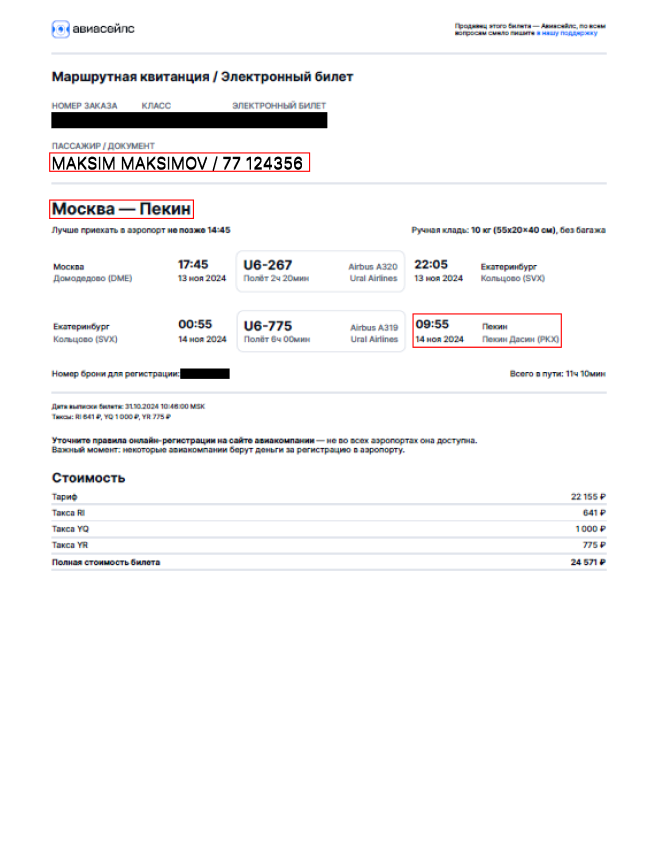 авиасейлс
Продавец этого билета — Авиасейлс, по всем
вопросам смело пишите в нашу поддержку
Маршрутная квитанция / Электронный билет
НОМЕР ЗАКАЗА КЛАСС ЭЛЕКТРОННЫЙ БИЛЕТ
ПАССАЖИР / ДОКУМЕНТ
MAKSIM MAKSIMOV / 77 124356
Москва — Пекин
Лучше приехать в аэропорт не позже 14:45 Ручная кладь: 10 кг (55x20×40 см), без багажа
Москва 17:45 U6-267 Airbus A320 22:05 Екатеринбург
Домодедово (DME) 13 ноя 2024 Полёт 2ч 20мин Ural Airlines 13 ноя 2024 Кольцово (SVX)
Екатеринбург 00:55 U6-775 Airbus A319 09:55 Пекин
Кольцово (SVX) 14 ноя 2024 Полёт 6ч 00мин Ural Airlines 14 ноя 2024 Пекин Дасин (PKX)
Номер брони для регистрации: Всего в пути: 11ч 10мин
Дата выписки билета: 31.10.2024 10:46:00 MSK
Таксы: RI 641 ₽, YQ 1 000 ₽, YR 775 ₽
Уточните правила онлайн-регистрации на сайте авиакомпании — не во всех аэропортах она доступна.
Важный момент: некоторые авиакомпании берут деньги за регистрацию в аэропорту.
Стоимость
Тариф 22 155 ₽
Такса RI 641 ₽
Такса YQ 1 000 ₽
Такса YR 775 ₽
Полная стоимость билета 24 571 ₽